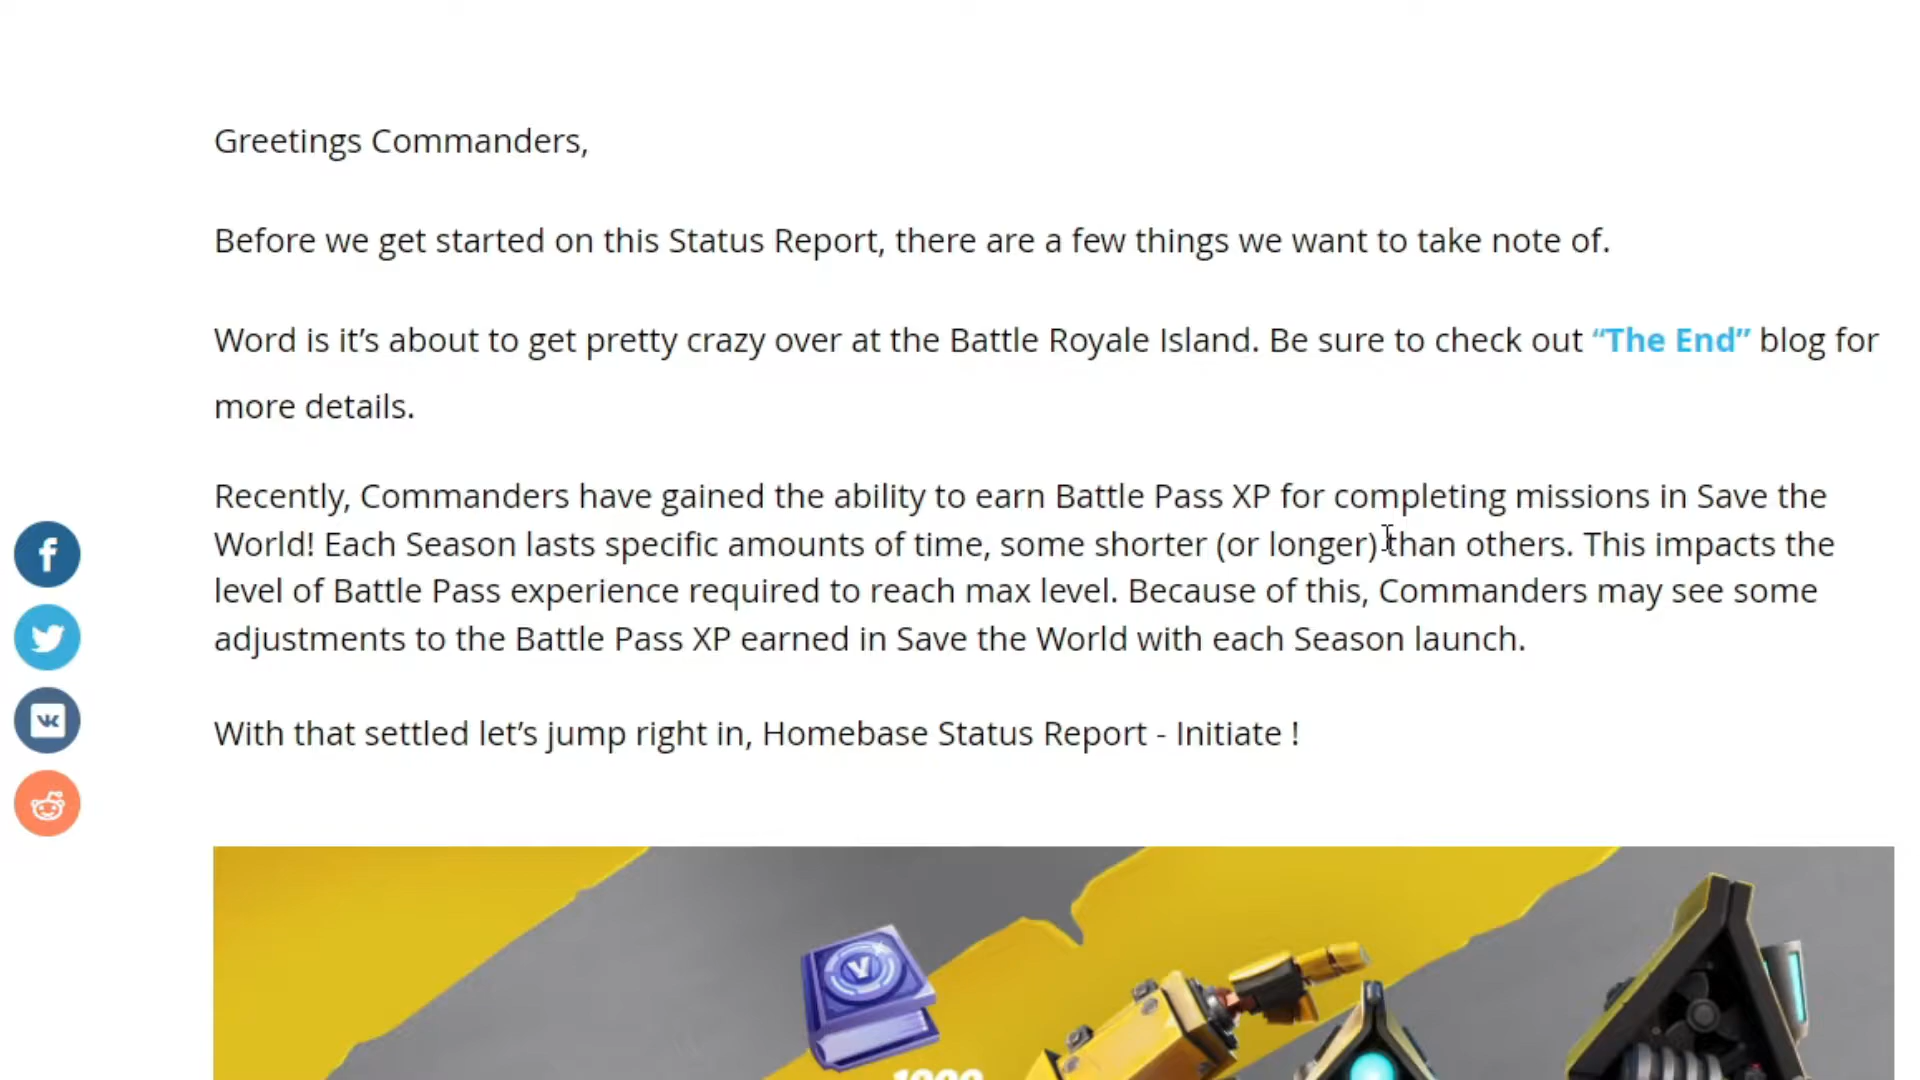 Greetings Commanders,
Before we get started on this Status Report, there are a few things we want to take note of.
Word is it’s about to get pretty crazy over at the Battle Royale Island. Be sure to check out “The End” blog for
more details.
Recently, Commanders have gained the ability to earn Battle Pass XP for completing missions in Save the
World! Each Season lasts specific amounts of time, some shorter (or longer) than others. This impacts the
level of Battle Pass experience required to reach max level. Because of this, Commanders may see some
adjustments to the Battle Pass XP earned in Save the World with each Season launch.
With that settled let’s jump right in, Homebase Status Report - Initiate !
V